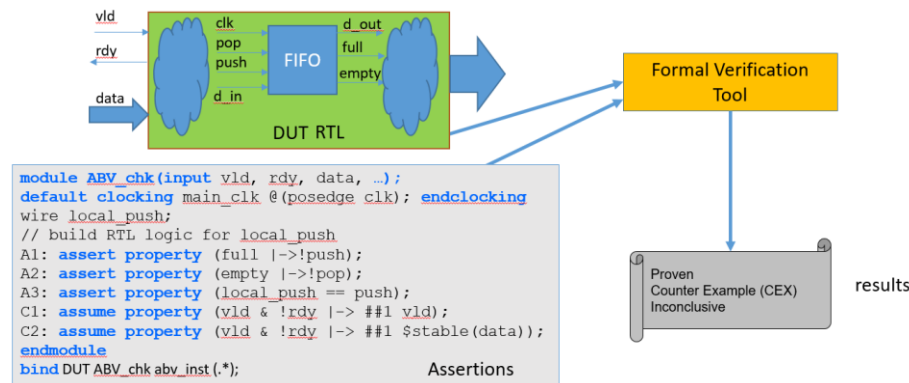 vld
rdy
data
clk
pop
push
d_in
FIFO
d_out
full
empty
DUT RTL
Formal Verification
Tool
module ABV_chk(input vld, rdy, data, …);
default clocking main_clk @(posedge clk); endclocking
wire local_push;
// build RTL logic for local_push
A1: assert property (full |->!push);
A2: assert property (empty |->!pop);
A3: assert property (local_push == push);
C1: assume property (vld & !rdy |-> ##1 vld);
C2: assume property (vld & !rdy |-> ##1 $stable(data));
endmodule
bind DUT ABV_chk abv_inst (.*);
Assertions
Proven
Counter Example (CEX)
Inconclusive
results